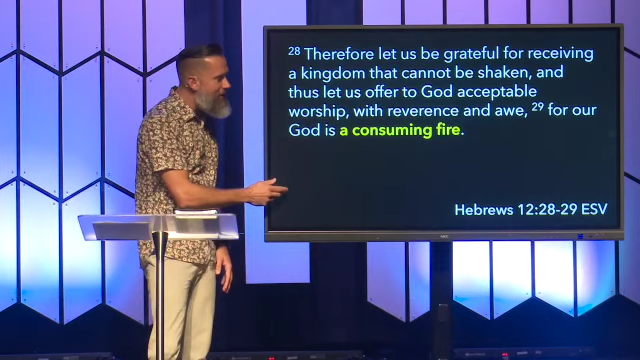 28 Therefore let us be grateful for receiving
a kingdom that cannot be shaken, and
thus let us offer to God acceptable
worship, with reverence and awe, 29 for our
God is a consuming fire.
Hebrews 12:28-29 ESV